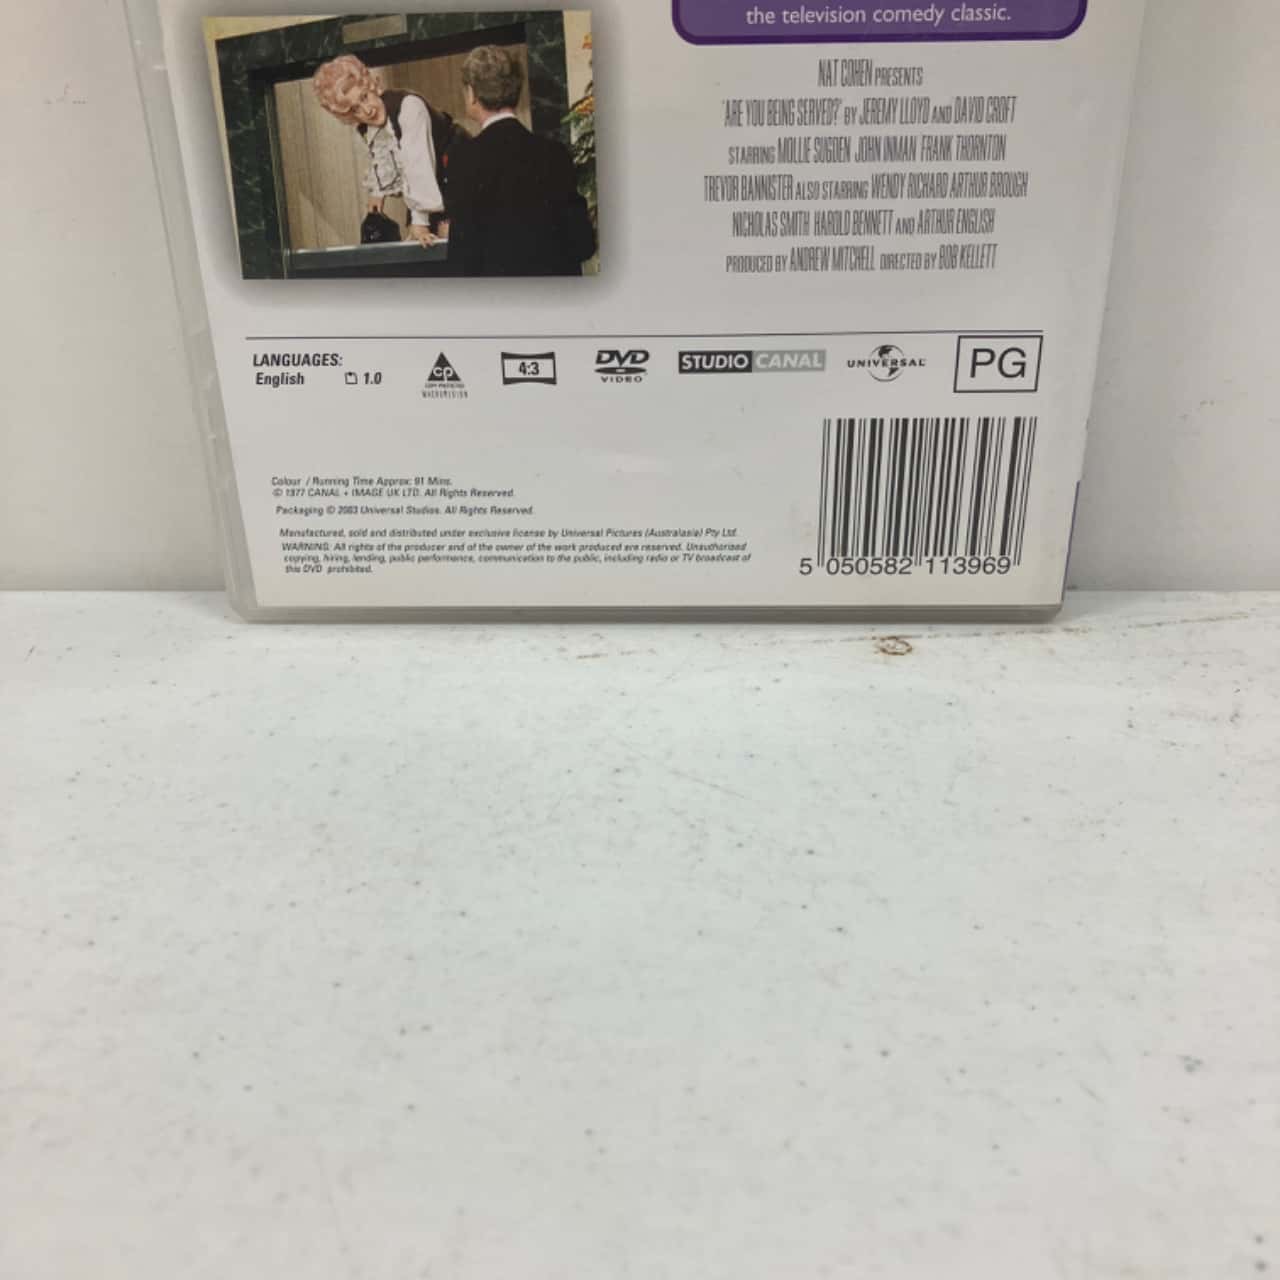 the television comedy classic.
NAT COHEN PRESENTS
'ARE YOU BEING SERVED?' BY JEREMY LLOYD AND DAVID CROFT
STARRING MOLLIE SUGDEN JOHN INMAN FRANK THORNTON
TREVOR BANNISTER ALSO STARRING WENDY RICHARD ARTHUR BROUGH
NICHOLAS SMITH HAROLD BENNETT AND ARTHUR ENGLISH
PRODUCED BY ANDREW MITCHELL DIRECTED BY BOB KELLETT
LANGUAGES:
English 1.0
cp
COPY PROTECTED
MACROVISION
4:3
DVD
VIDEO
STUDIO CANAL
UNIVERSAL
PG
Colour / Running Time Approx: 91 Mins.
© 1977 CANAL + IMAGE UK LTD. All Rights Reserved.
Packaging © 2003 Universal Studios. All Rights Reserved.
Manufactured, sold and distributed under exclusive license by Universal Pictures (Australasia) Pty Ltd.
WARNING: All rights of the producer and of the owner of the work produced are reserved. Unauthorised
copying, hiring, lending, public performance, communication to the public, including radio or TV broadcast of
this DVD prohibited.
5 050582 113969